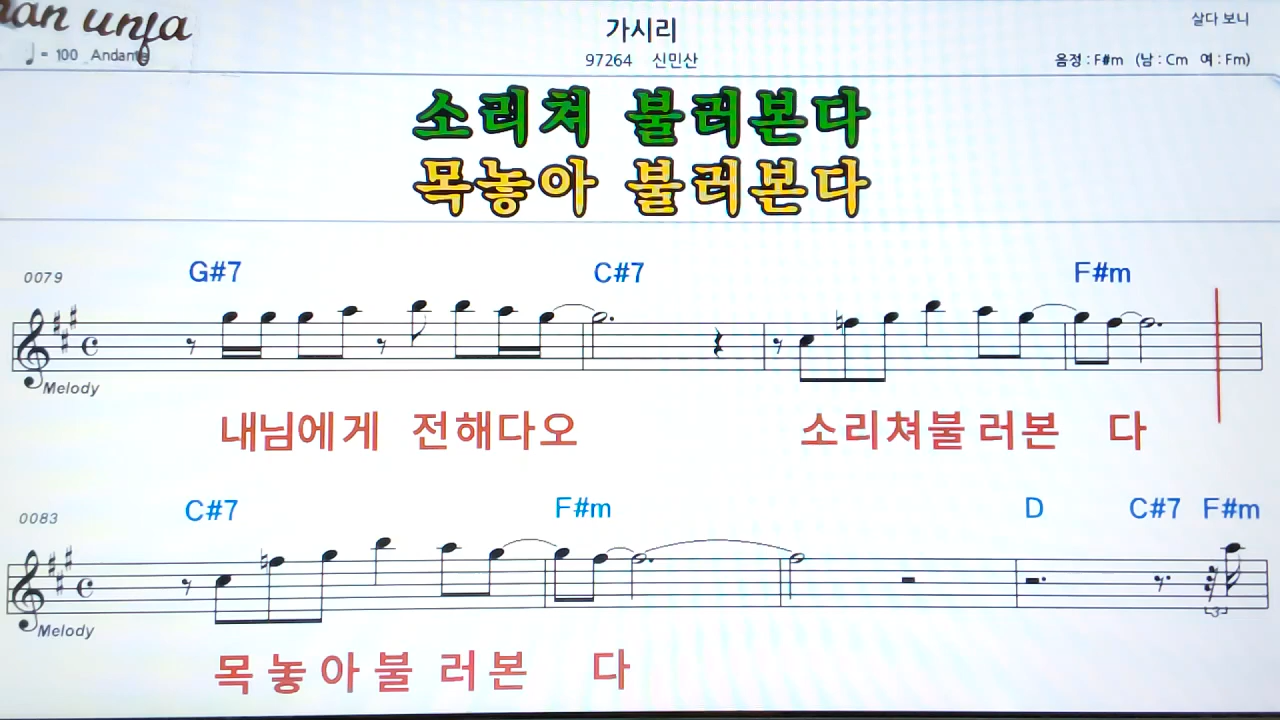 가시리
살다 보니
♩ = 100 Andante
97264 신민산
음정 : F#m (남 : Cm 여 : Fm)
소리쳐 불러본다
목놓아 불러본다
0079
G#7 C#7 F#m
Melody
내님에게 전해다오 소리쳐불 러본 다
0083
C#7 F#m D C#7 F#m
3
Melody
목 놓 아 불 러 본 다